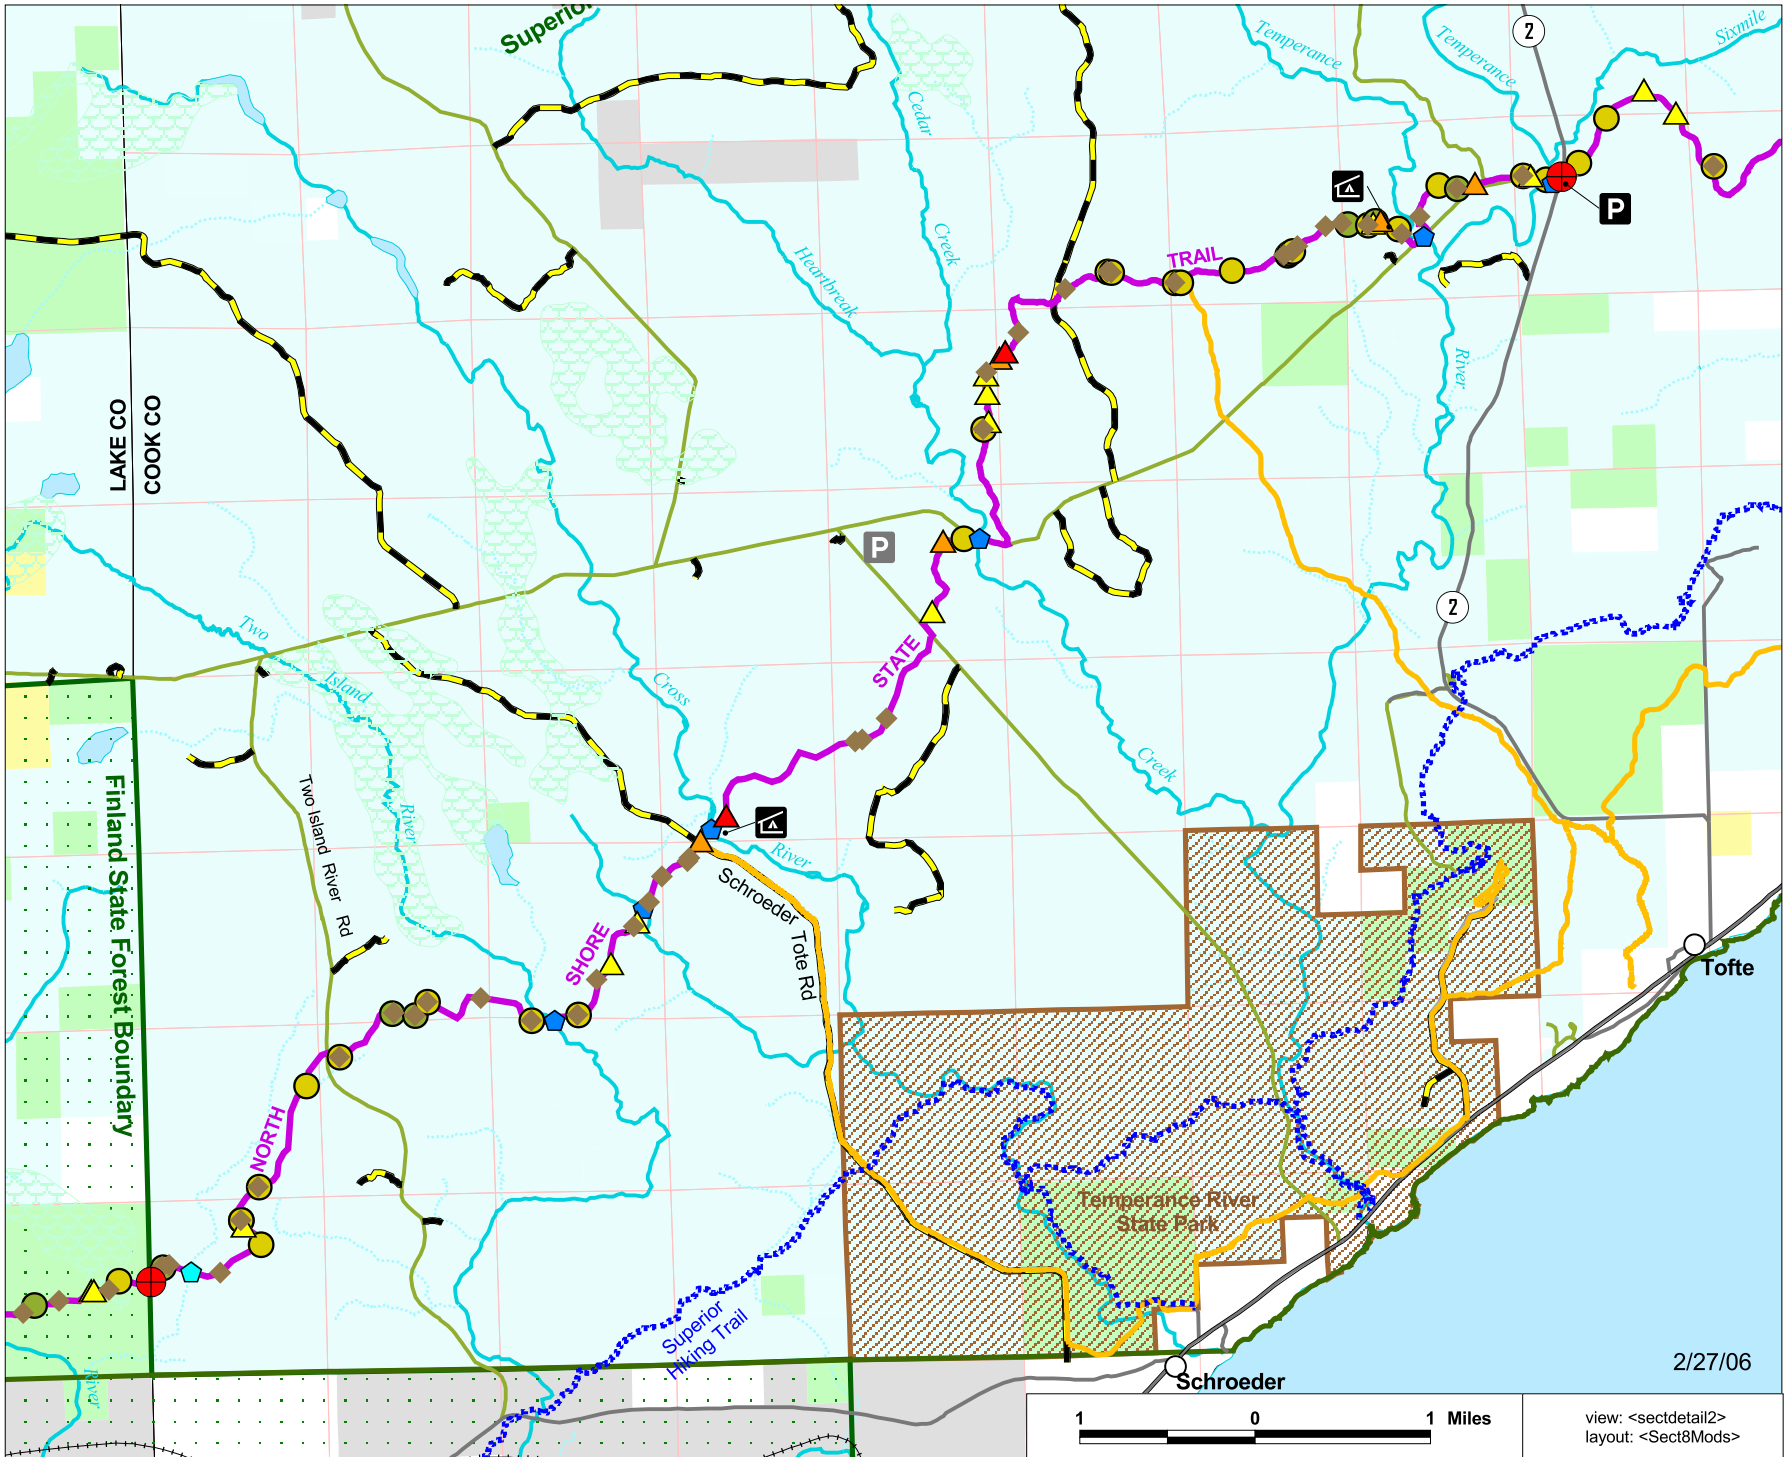 Superior
Temperance
Temperance
2
Sixmile
Cedar
Creek
P
TRAIL
Heartbreak
River
LAKE CO
COOK CO
P
2
Two
Island
River
STATE
Cross
Creek
Finland State Forest Boundary
Two Island River Rd
River
Schroeder Tote Rd
SHORE
Tofte
NORTH
Temperance River
State Park
Superior
Hiking Trail
River
Schroeder
2/27/06
1 0 1 Miles
view: <sectdetail2>
layout: <Sect8Mods>